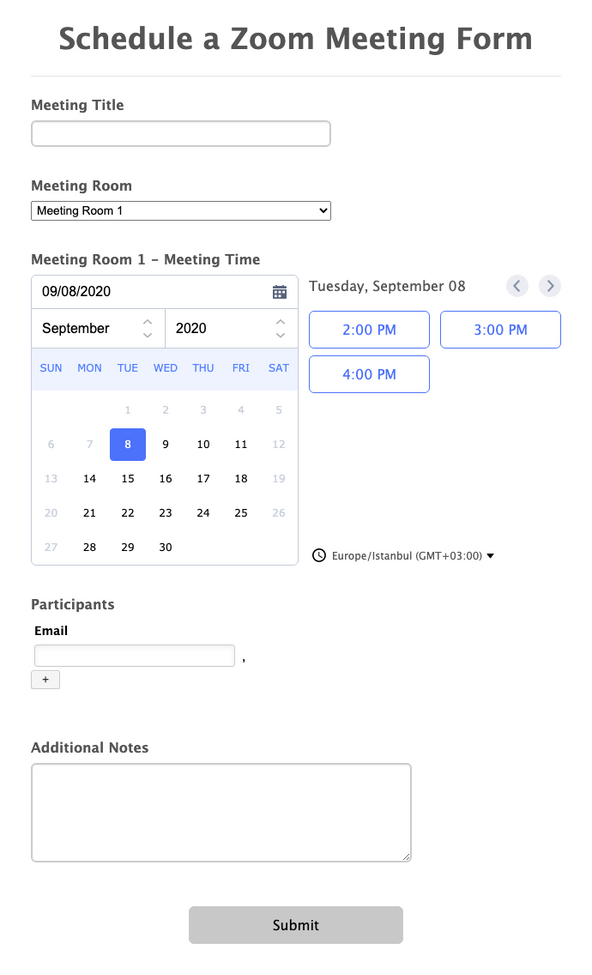 Schedule a Zoom Meeting Form
Meeting Title
Meeting Room
Meeting Room 1
Meeting Room 1 - Meeting Time
09/08/2020
September 2020
SUN MON TUE WED THU FRI SAT
1 2 3 4 5
6 7 8 9 10 11 12
13 14 15 16 17 18 19
20 21 22 23 24 25 26
27 28 29 30
Tuesday, September 08
2:00 PM 3:00 PM
4:00 PM
Europe/Istanbul (GMT+03:00)
Participants
Email
,
+
Additional Notes
Submit